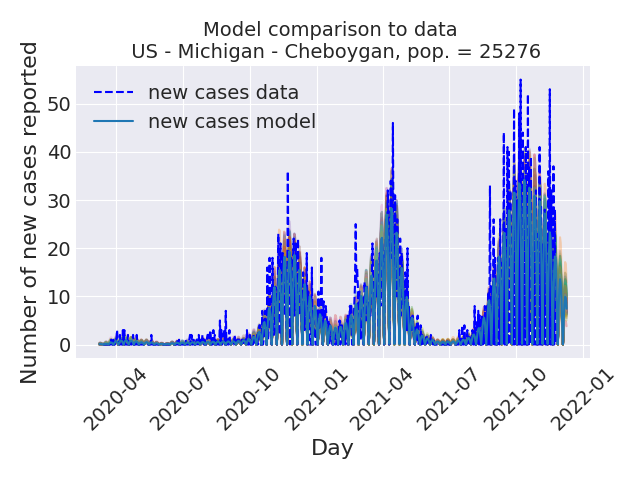 Model comparison to data
US - Michigan - Cheboygan, pop. = 25276
Number of new cases reported
50
40
30
20
10
0
new cases data
new cases model
2020-04
2020-07
2020-10
2021-01
2021-04
2021-07
2021-10
2022-01
Day